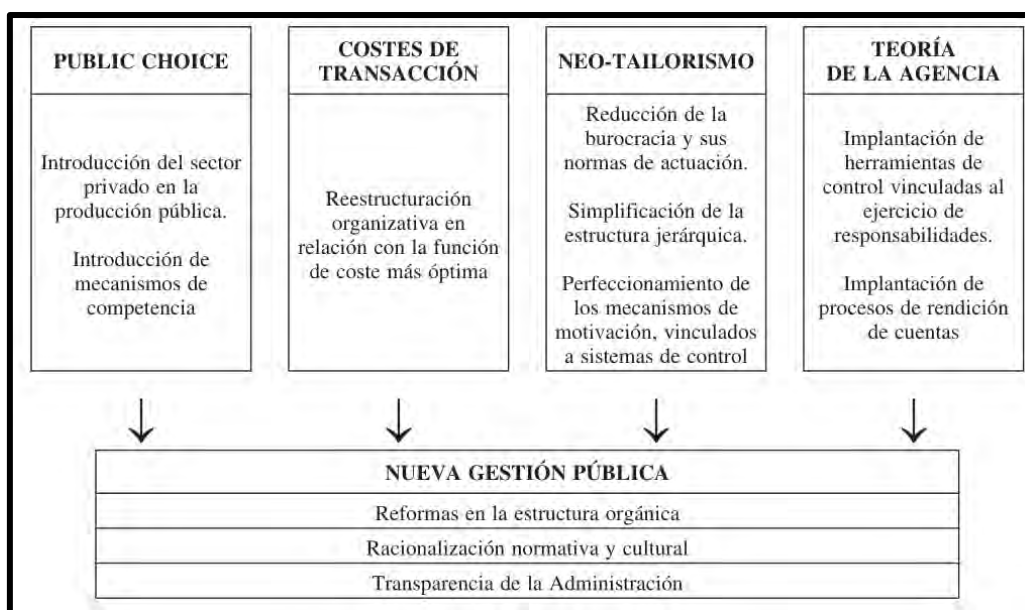 PUBLIC CHOICE
Introducción del sector
privado en la
producción pública.
Introducción de
mecanismos de
competencia
COSTES DE
TRANSACCIÓN
Reestructuración
organizativa en
relación con la función
de coste más óptima
NEO-TAILORISMO
Reducción de la
burocracia y sus
normas de actuación.
Simplificación de la
estructura jerárquica.
Perfeccionamiento de
los mecanismos de
motivación, vinculados
a sistemas de control
TEORÍA
DE LA AGENCIA
Implantación de
herramientas de
control vinculadas al
ejercicio de
responsabilidades.
Implantación de
procesos de rendición
de cuentas
NUEVA GESTIÓN PÚBLICA
Reformas en la estructura orgánica
Racionalización normativa y cultural
Transparencia de la Administración